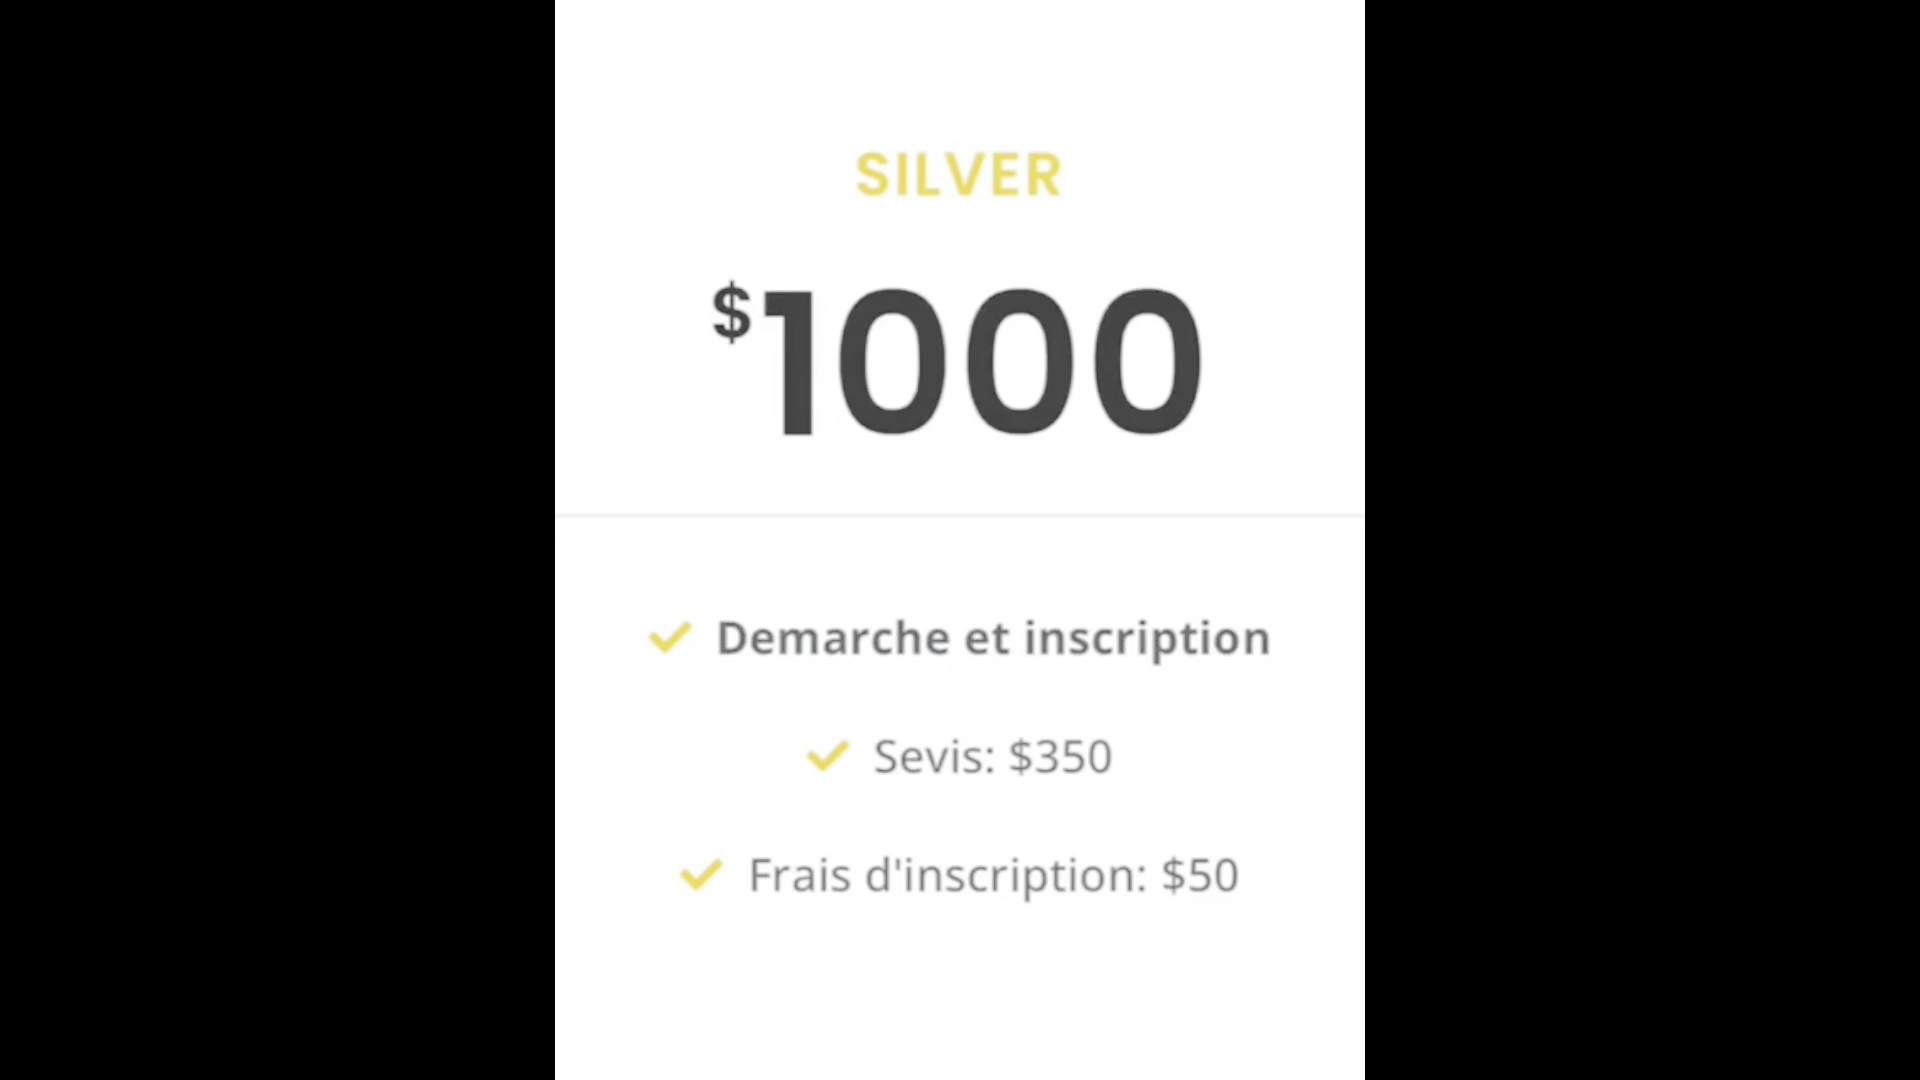 SILVER
$1000
Demarche et inscription
Sevis: $350
Frais d'inscription: $50